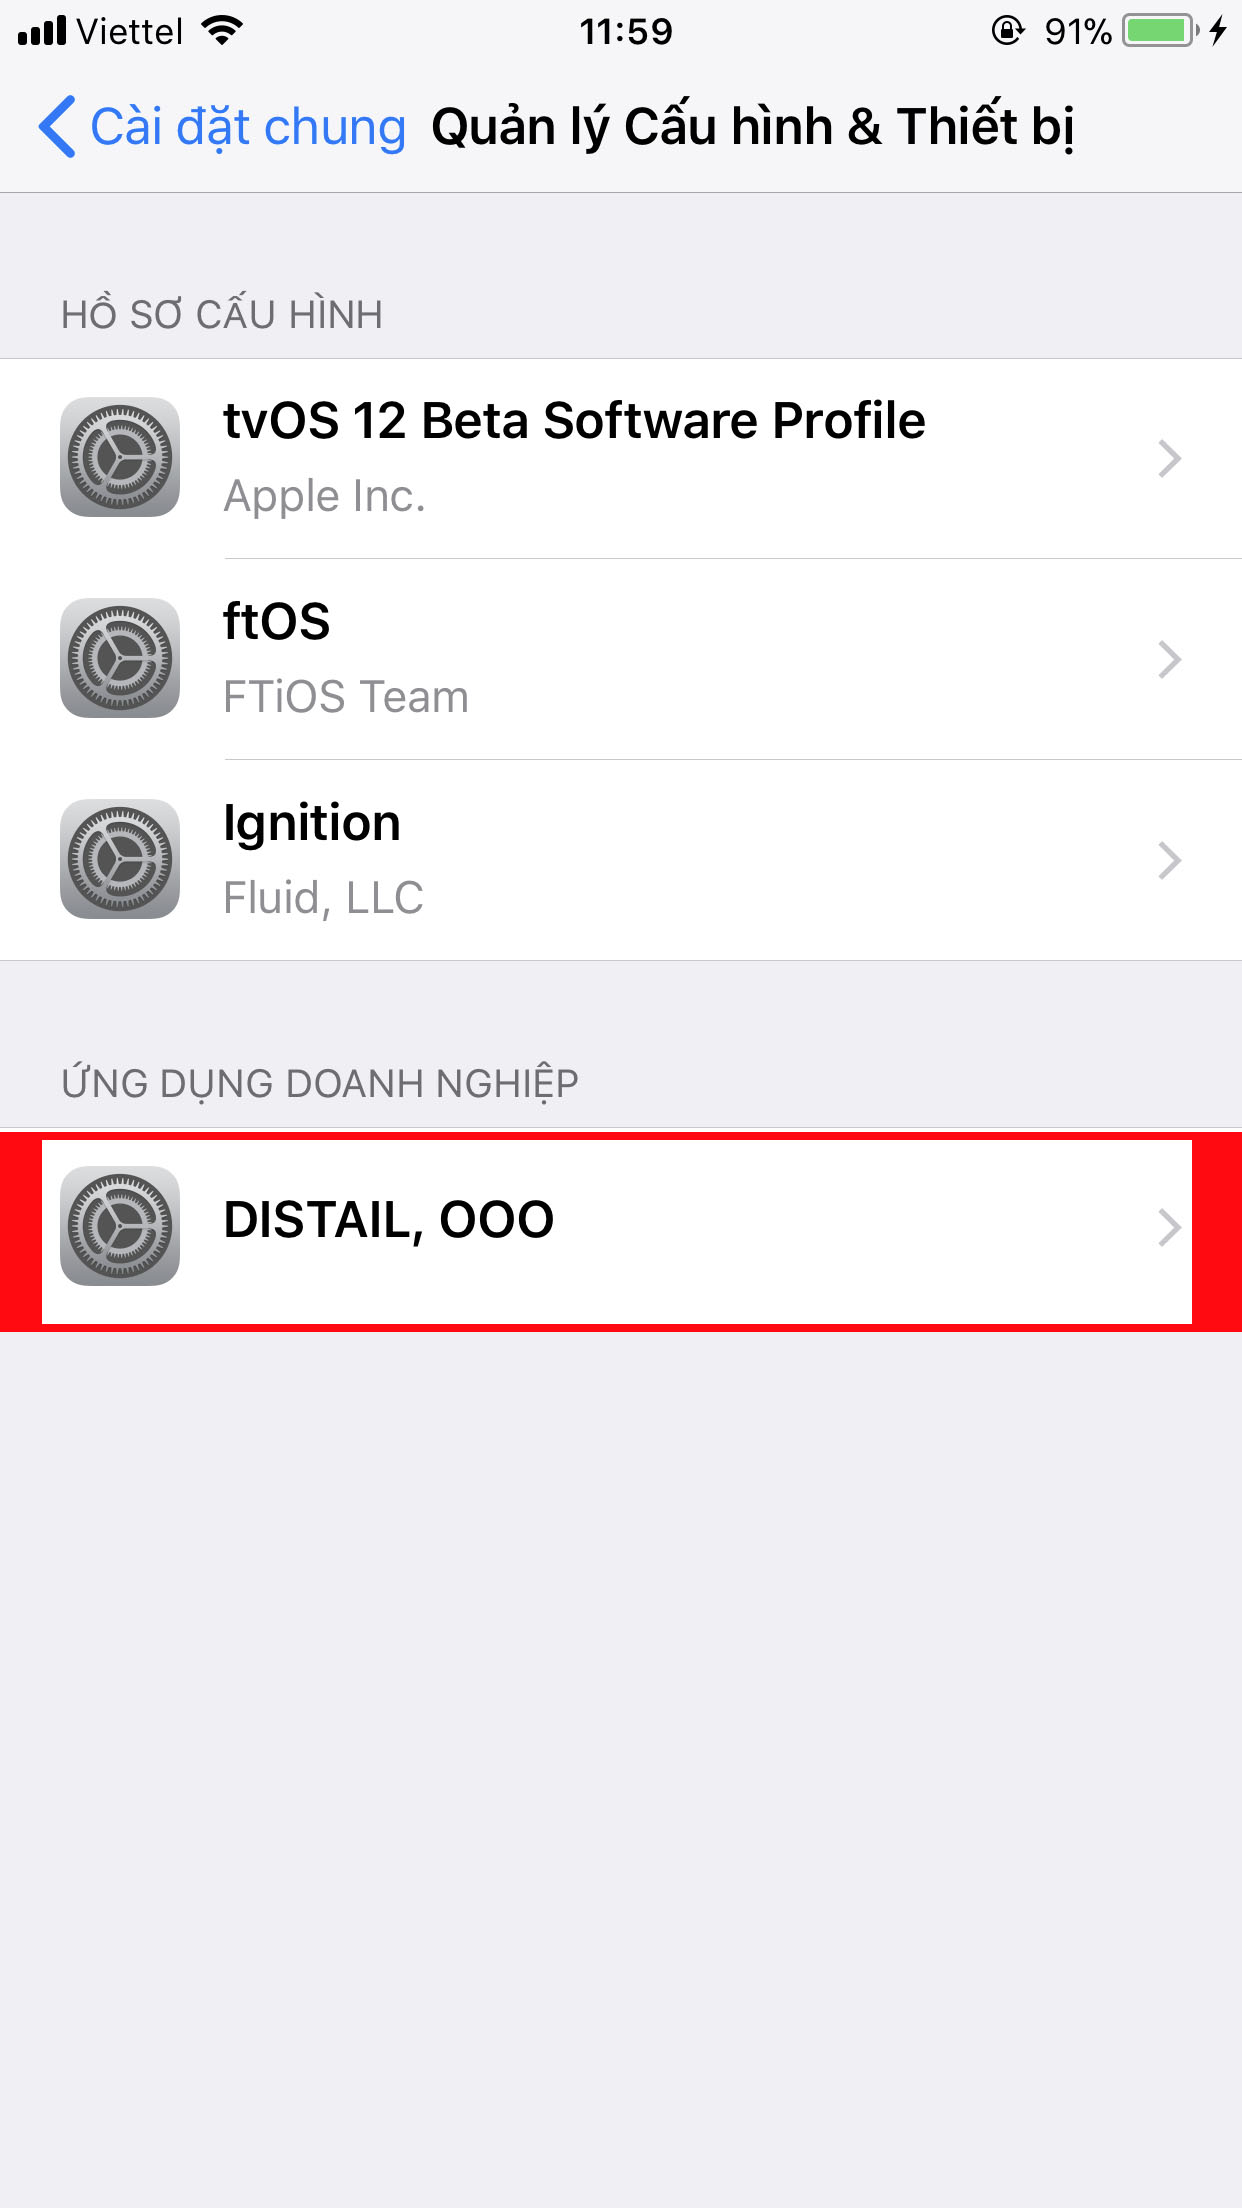 Viettel 11:59 91%
Cài đặt chung Quản lý Cấu hình & Thiết bị
HỒ SƠ CẤU HÌNH
tvOS 12 Beta Software Profile
Apple Inc.
ftOS
FTiOS Team
Ignition
Fluid, LLC
ỨNG DỤNG DOANH NGHIỆP
DISTAIL, OOO